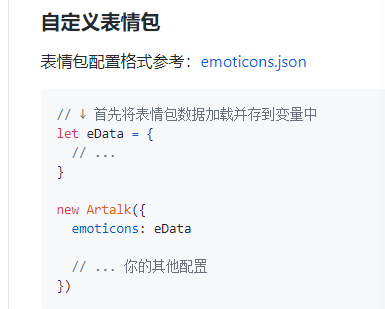 自定义表情包
表情包配置格式参考：emoticons.json
// ↓ 首先将表情包数据加载并存到变量中
let eData = {
  // ...
}
new Artalk({
  emoticons: eData
  // ... 你的其他配置
})